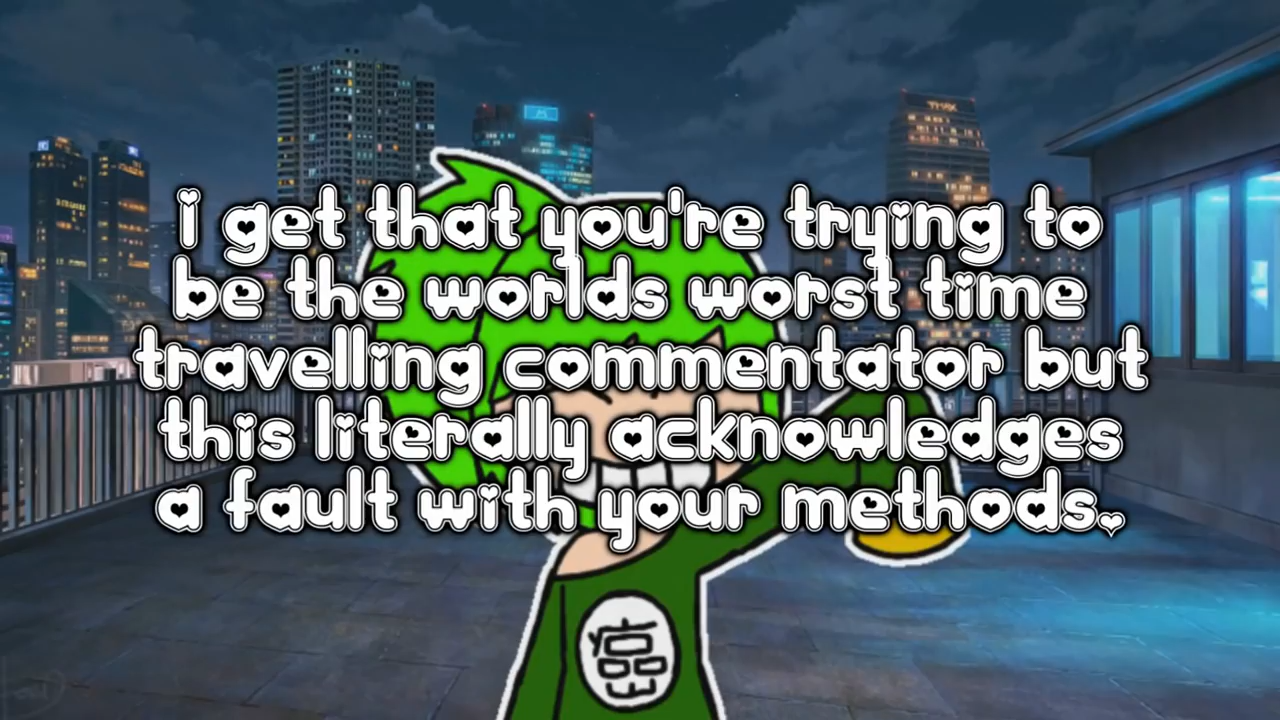 i get that you're trying to
be the worlds worst time
travelling commentator but
this literally acknowledges
a fault with your methods.
癌